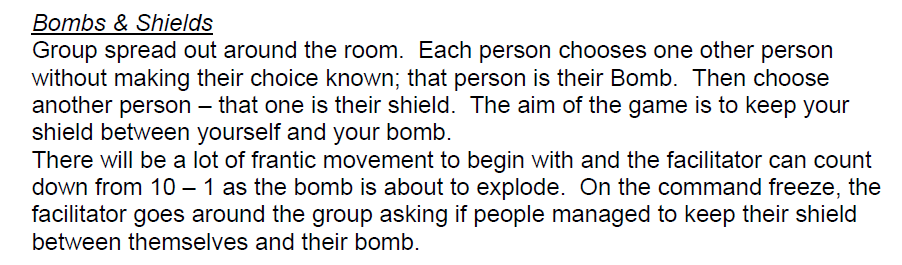 Bombs & Shields
Group spread out around the room.  Each person chooses one other person
without making their choice known; that person is their Bomb.  Then choose
another person – that one is their shield.  The aim of the game is to keep your
shield between yourself and your bomb.
There will be a lot of frantic movement to begin with and the facilitator can count
down from 10 – 1 as the bomb is about to explode.  On the command freeze, the
facilitator goes around the group asking if people managed to keep their shield
between themselves and their bomb.